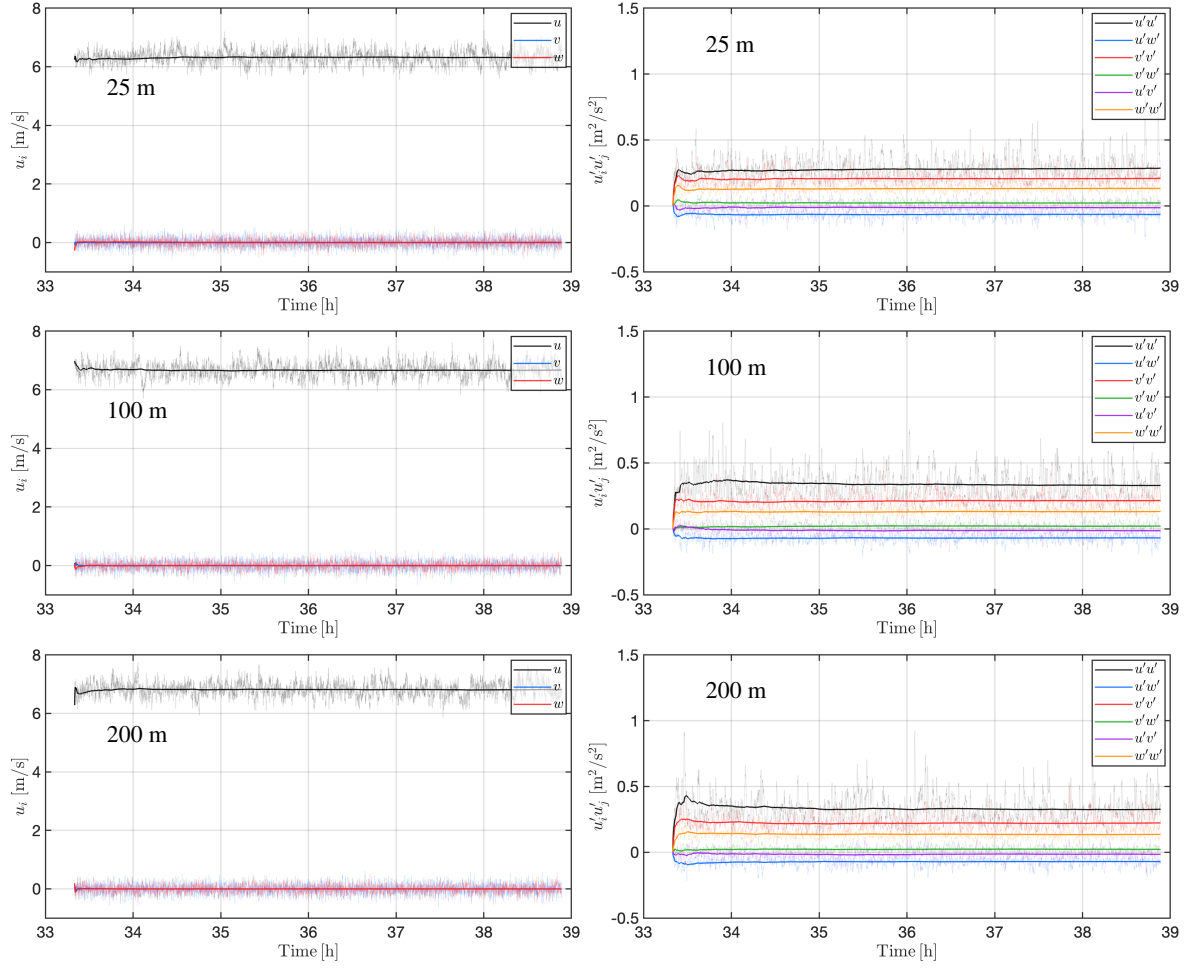 8
6
4
2
0
-1
33 34 35 36 37 38 39
Time [h]
u_i [m/s]
25 m
u
v
w
1.5
1
0.5
0
-0.5
33 34 35 36 37 38 39
Time [h]
u′_i u′_j [m²/s²]
25 m
u′u′
u′w′
v′v′
v′w′
u′v′
w′w′
8
6
4
2
0
-1
33 34 35 36 37 38 39
Time [h]
u_i [m/s]
100 m
u
v
w
1.5
1
0.5
0
-0.5
33 34 35 36 37 38 39
Time [h]
u′_i u′_j [m²/s²]
100 m
u′u′
u′w′
v′v′
v′w′
u′v′
w′w′
8
6
4
2
0
-1
33 34 35 36 37 38 39
Time [h]
u_i [m/s]
200 m
u
v
w
1.5
1
0.5
0
-0.5
33 34 35 36 37 38 39
Time [h]
u′_i u′_j [m²/s²]
200 m
u′u′
u′w′
v′v′
v′w′
u′v′
w′w′